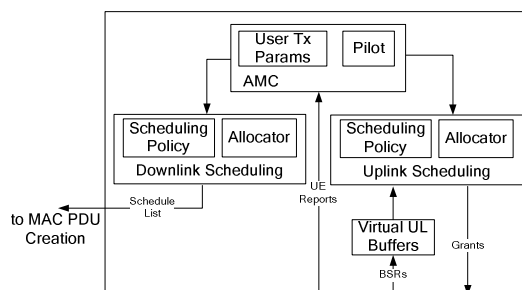 User Tx
Params
Pilot
AMC
Scheduling
Policy
Allocator
Downlink Scheduling
Scheduling
Policy
Allocator
Uplink Scheduling
UE
Reports
Schedule
List
to MAC PDU
Creation
Virtual UL
Buffers
Grants
BSRs